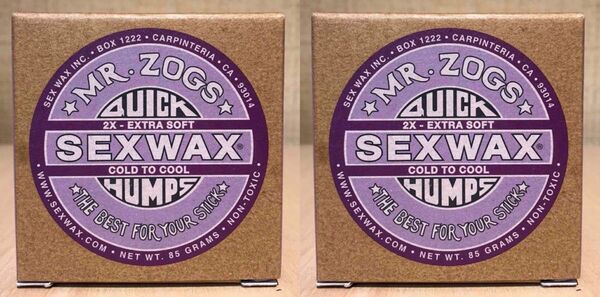 SEX WAX INC. • BOX 1222 • CARPINTERIA • CA • 93014
MR. ZOGS
QUICK
2X - EXTRA SOFT
SEXWAX®
COLD TO COOL
HUMPS
THE BEST FOR YOUR STICK
• WWW.SEXWAX.COM • NET WT. 85 GRAMS • NON-TOXIC •
SEX WAX INC. • BOX 1222 • CARPINTERIA • CA • 93014
MR. ZOGS
QUICK
2X - EXTRA SOFT
SEXWAX®
COLD TO COOL
HUMPS
THE BEST FOR YOUR STICK
• WWW.SEXWAX.COM • NET WT. 85 GRAMS • NON-TOXIC •